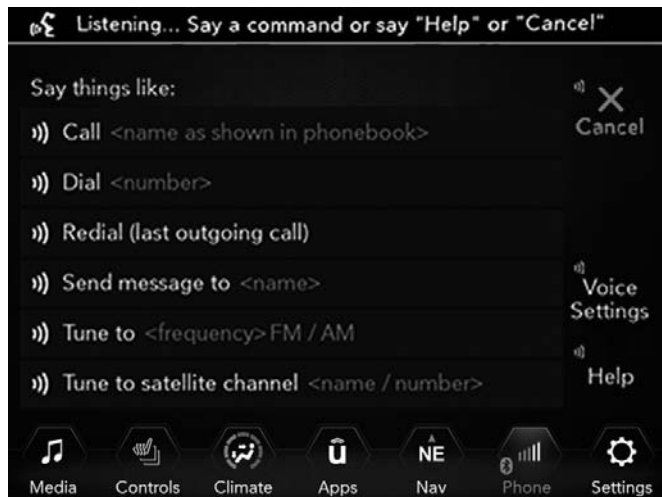 Listening... Say a command or say "Help" or "Cancel"
Say things like:
Cancel
Call <name as shown in phonebook>
Dial <number>
Redial (last outgoing call)
Send message to <name>
Voice
Settings
Tune to <frequency> FM / AM
Help
Tune to satellite channel <name / number>
û
NE
Media
Controls
Climate
Apps
Nav
Phone
Settings